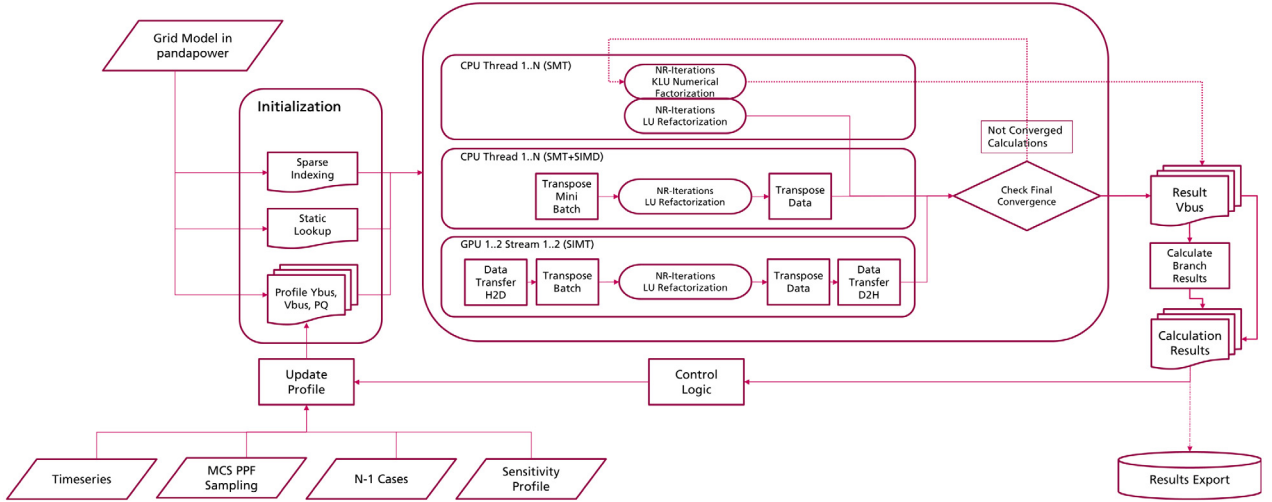 Grid Model in
pandapower
Initialization
Sparse
Indexing
Static
Lookup
Profile Ybus,
Vbus, PQ
CPU Thread 1..N (SMT)
NR-Iterations
KLU Numerical
Factorization
NR-Iterations
LU Refactorization
CPU Thread 1..N (SMT+SIMD)
Transpose
Mini
Batch
NR-Iterations
LU Refactorization
Transpose
Data
GPU 1..2 Stream 1..2 (SIMT)
Data
Transfer
H2D
Transpose
Batch
NR-Iterations
LU Refactorization
Transpose
Data
Data
Transfer
D2H
Not Converged
Calculations
Check Final
Convergence
Result
Vbus
Calculate
Branch
Results
Calculation
Results
Update
Profile
Control
Logic
Timeseries
MCS PPF
Sampling
N-1 Cases
Sensitivity
Profile
Results Export